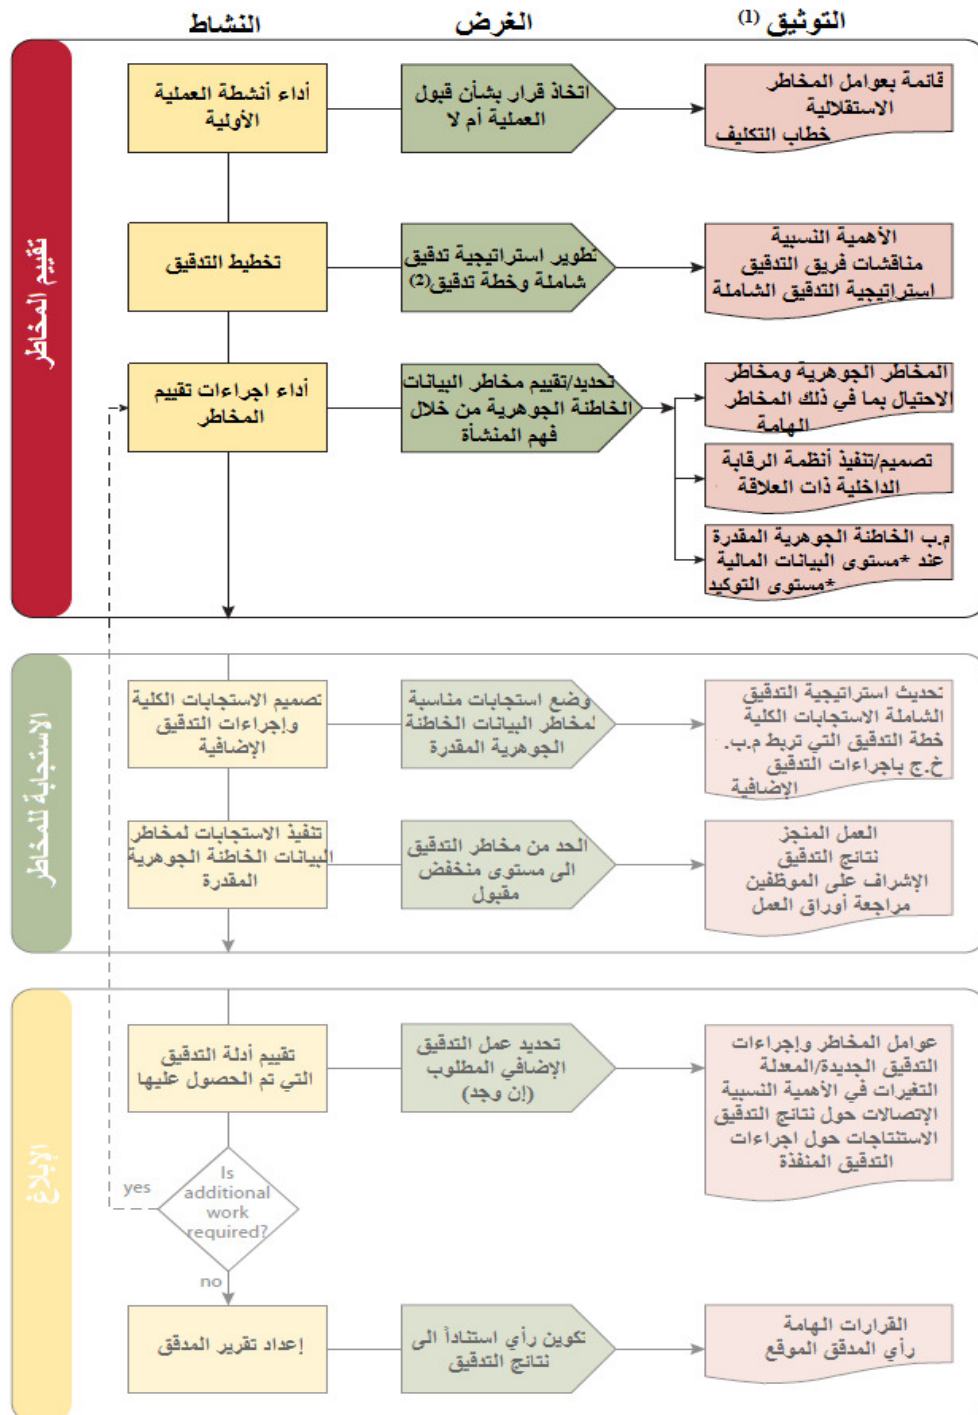 النشاط
الغرض
التوثيق (1)
تقييم المخاطر
أداء أنشطة العملية
الأولية
اتخاذ قرار بشأن قبول
العملية أم لا
قائمة بعوامل المخاطر
الاستقلالية
خطاب التكليف
تخطيط التدقيق
تطوير استراتيجية تدقيق
شاملة وخطة تدقيق(2)
الأهمية النسبية
مناقشات فريق التدقيق
استراتيجية التدقيق الشاملة
أداء اجراءات تقييم
المخاطر
تحديد/تقييم مخاطر البيانات
الخاطئة الجوهرية من خلال
فهم المنشأة
المخاطر الجوهرية ومخاطر
الاحتيال بما في ذلك المخاطر
الهامة
تصميم/تنفيذ أنظمة الرقابة
الداخلية ذات العلاقة
م.ب الخاطئة الجوهرية المقدرة
عند *مستوى البيانات المالية
*مستوى التوكيد
الاستجابة للمخاطر
تصميم الاستجابات الكلية
وإجراءات التدقيق
الإضافية
وضع استجابات مناسبة
لمخاطر البيانات الخاطئة
الجوهرية المقدرة
تحديث استراتيجية التدقيق
الشاملة الاستجابات الكلية
خطة التدقيق التي تربط م.ب.
خ.ج باجراءات التدقيق
الإضافية
تنفيذ الاستجابات لمخاطر
البيانات الخاطئة الجوهرية
المقدرة
الحد من مخاطر التدقيق
الى مستوى منخفض
مقبول
العمل المنجز
نتائج التدقيق
الإشراف على الموظفين
مراجعة أوراق العمل
الإبلاغ
تقييم أدلة التدقيق
التي تم الحصول عليها
تحديد عمل التدقيق
الإضافي المطلوب
(إن وجد)
عوامل المخاطر وإجراءات
التدقيق الجديدة/المعدلة
التغيرات في الأهمية النسبية
الإتصالات حول نتائج التدقيق
الاستنتاجات حول اجراءات
التدقيق المنفذة
yes
Is
additional
work
required?
no
إعداد تقرير المدقق
تكوين رأي استناداً الى
نتائج التدقيق
القرارات الهامة
رأي المدقق الموقع